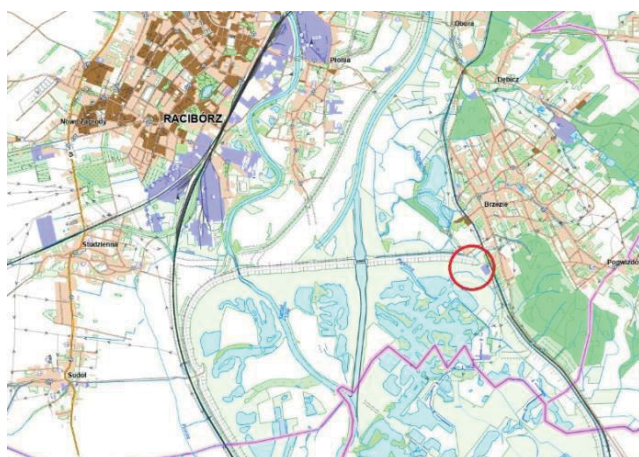 Obora
Płonia
Dębicz
Nowe Zagrody
RACIBÓRZ
Brzezie
Studzienna
Pogwizdów
Sudół